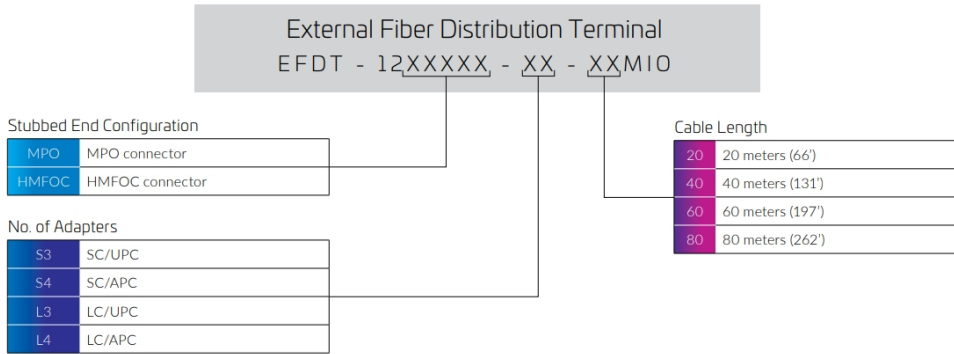 External Fiber Distribution Terminal
EFDT - 12XXXXX - XX - XXMIO
Stubbed End Configuration
MPO MPO connector
HMFOC HMFOC connector
No. of Adapters
S3 SC/UPC
S4 SC/APC
L3 LC/UPC
L4 LC/APC
Cable Length
20 20 meters (66')
40 40 meters (131')
60 60 meters (197')
80 80 meters (262')